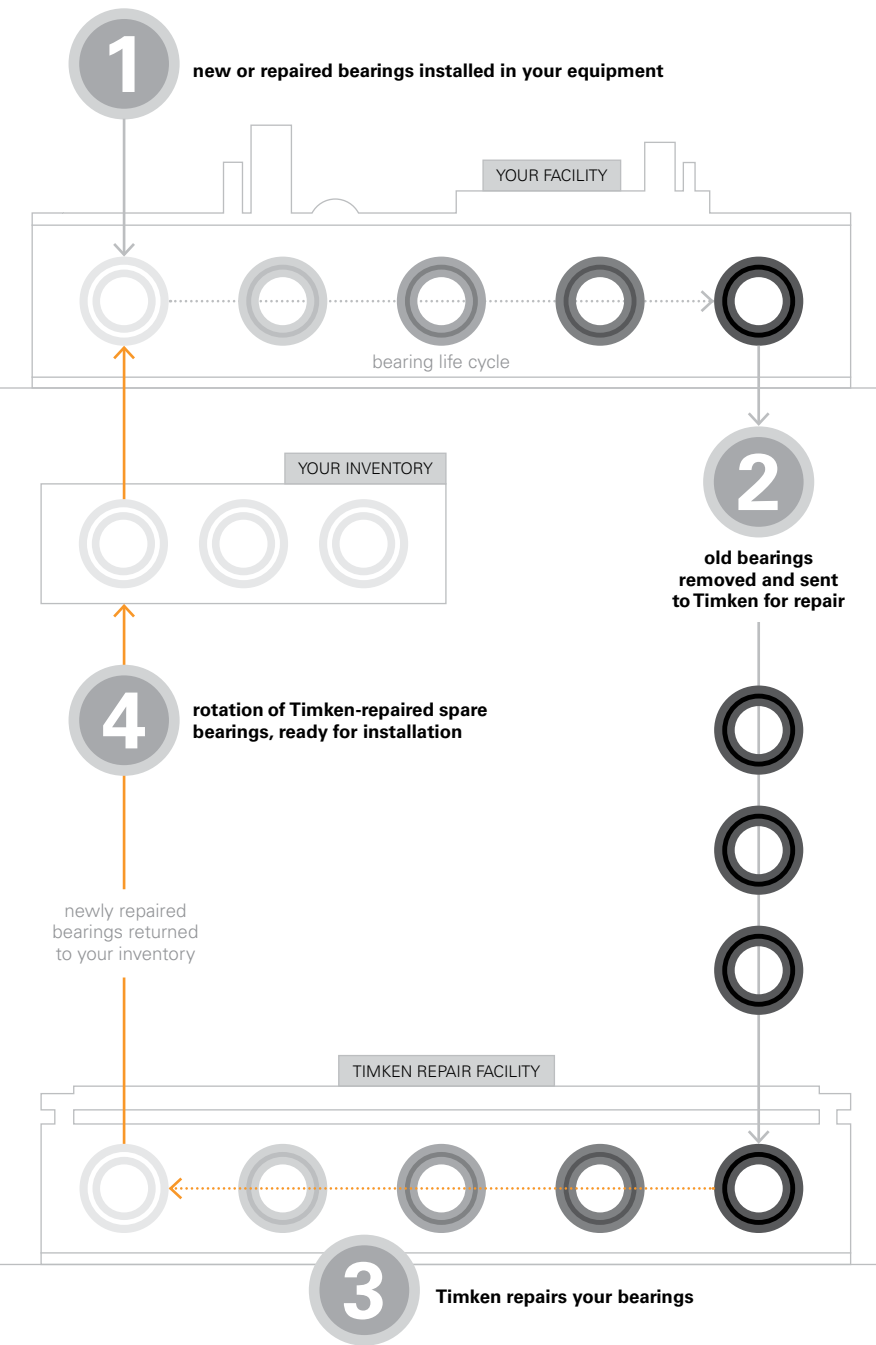 1
new or repaired bearings installed in your equipment
YOUR FACILITY
bearing life cycle
YOUR INVENTORY
2
old bearings
removed and sent
to Timken for repair
4
rotation of Timken-repaired spare
bearings, ready for installation
newly repaired
bearings returned
to your inventory
TIMKEN REPAIR FACILITY
3
Timken repairs your bearings